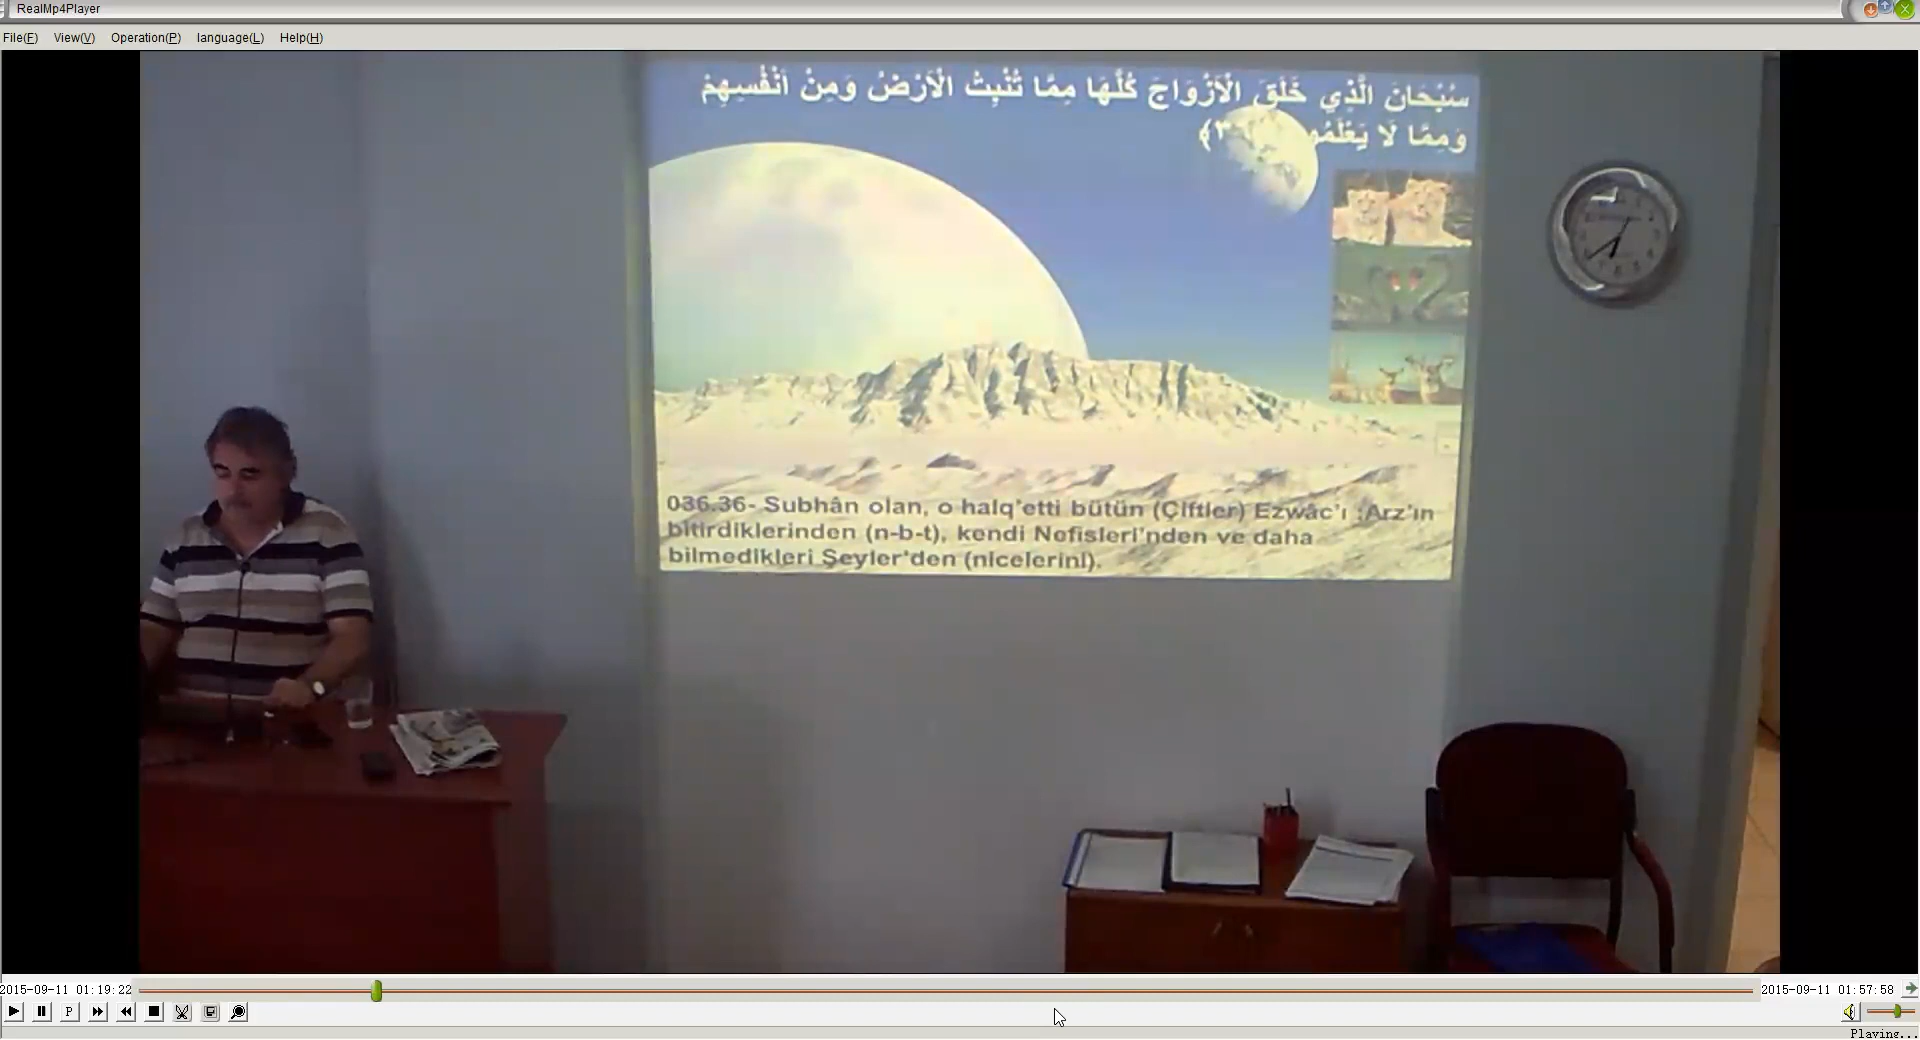 RealMp4Player
File(F) View(V) Operation(P) language(L) Help(H)
سُبْحَانَ الَّذِي خَلَقَ الْاَزْوَاجَ كُلَّهَا مِمَّا تُنْبِتُ الْاَرْضُ وَمِنْ اَنْفُسِهِمْ
وَمِمَّا لَا
036.36- Subhân olan, o halq'etti bütün (Çiftler) Ezwâc'ı :Arz'ın
bitirdiklerinden (n-b-t), kendi Nefisleri'nden ve daha
bilmedikleri Şeyler'den (nicelerini).
2015-09-11 01:19:22 2015-09-11 01:57:58
P
Playing...